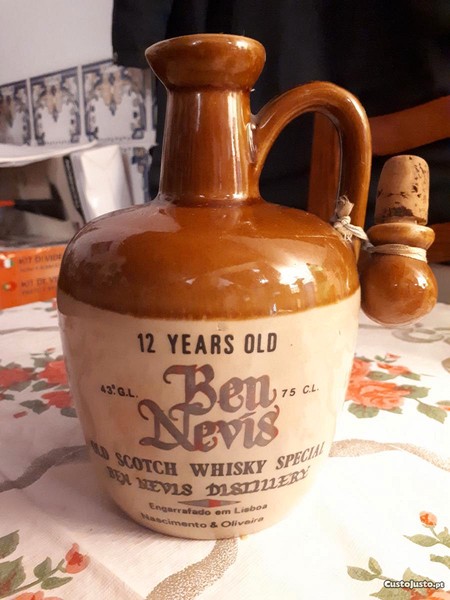 12 YEARS OLD
43° G.L. Ben 75 C.L.
Nevis
OLD SCOTCH WHISKY SPECIAL
BEN NEVIS DISTILLERY
Engarrafado em Lisboa
Nascimento & Oliveira
CustoJusto.pt